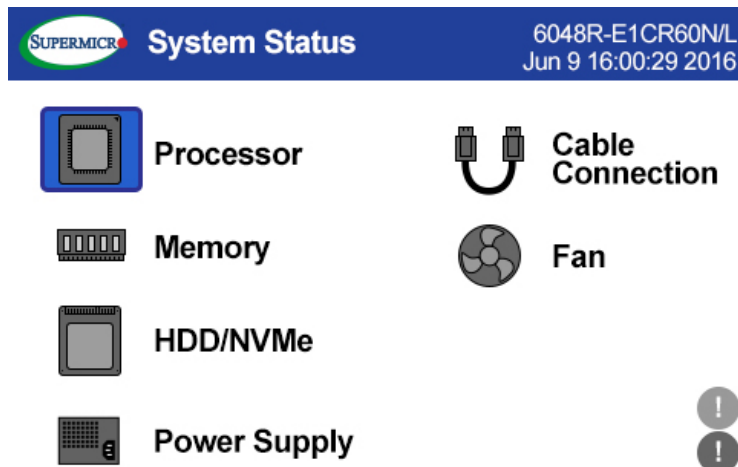 SUPERMICR
System Status
6048R-E1CR60N/L
Jun 9 16:00:29 2016
Processor
Cable
Connection
Memory
Fan
HDD/NVMe
Power Supply
!
!